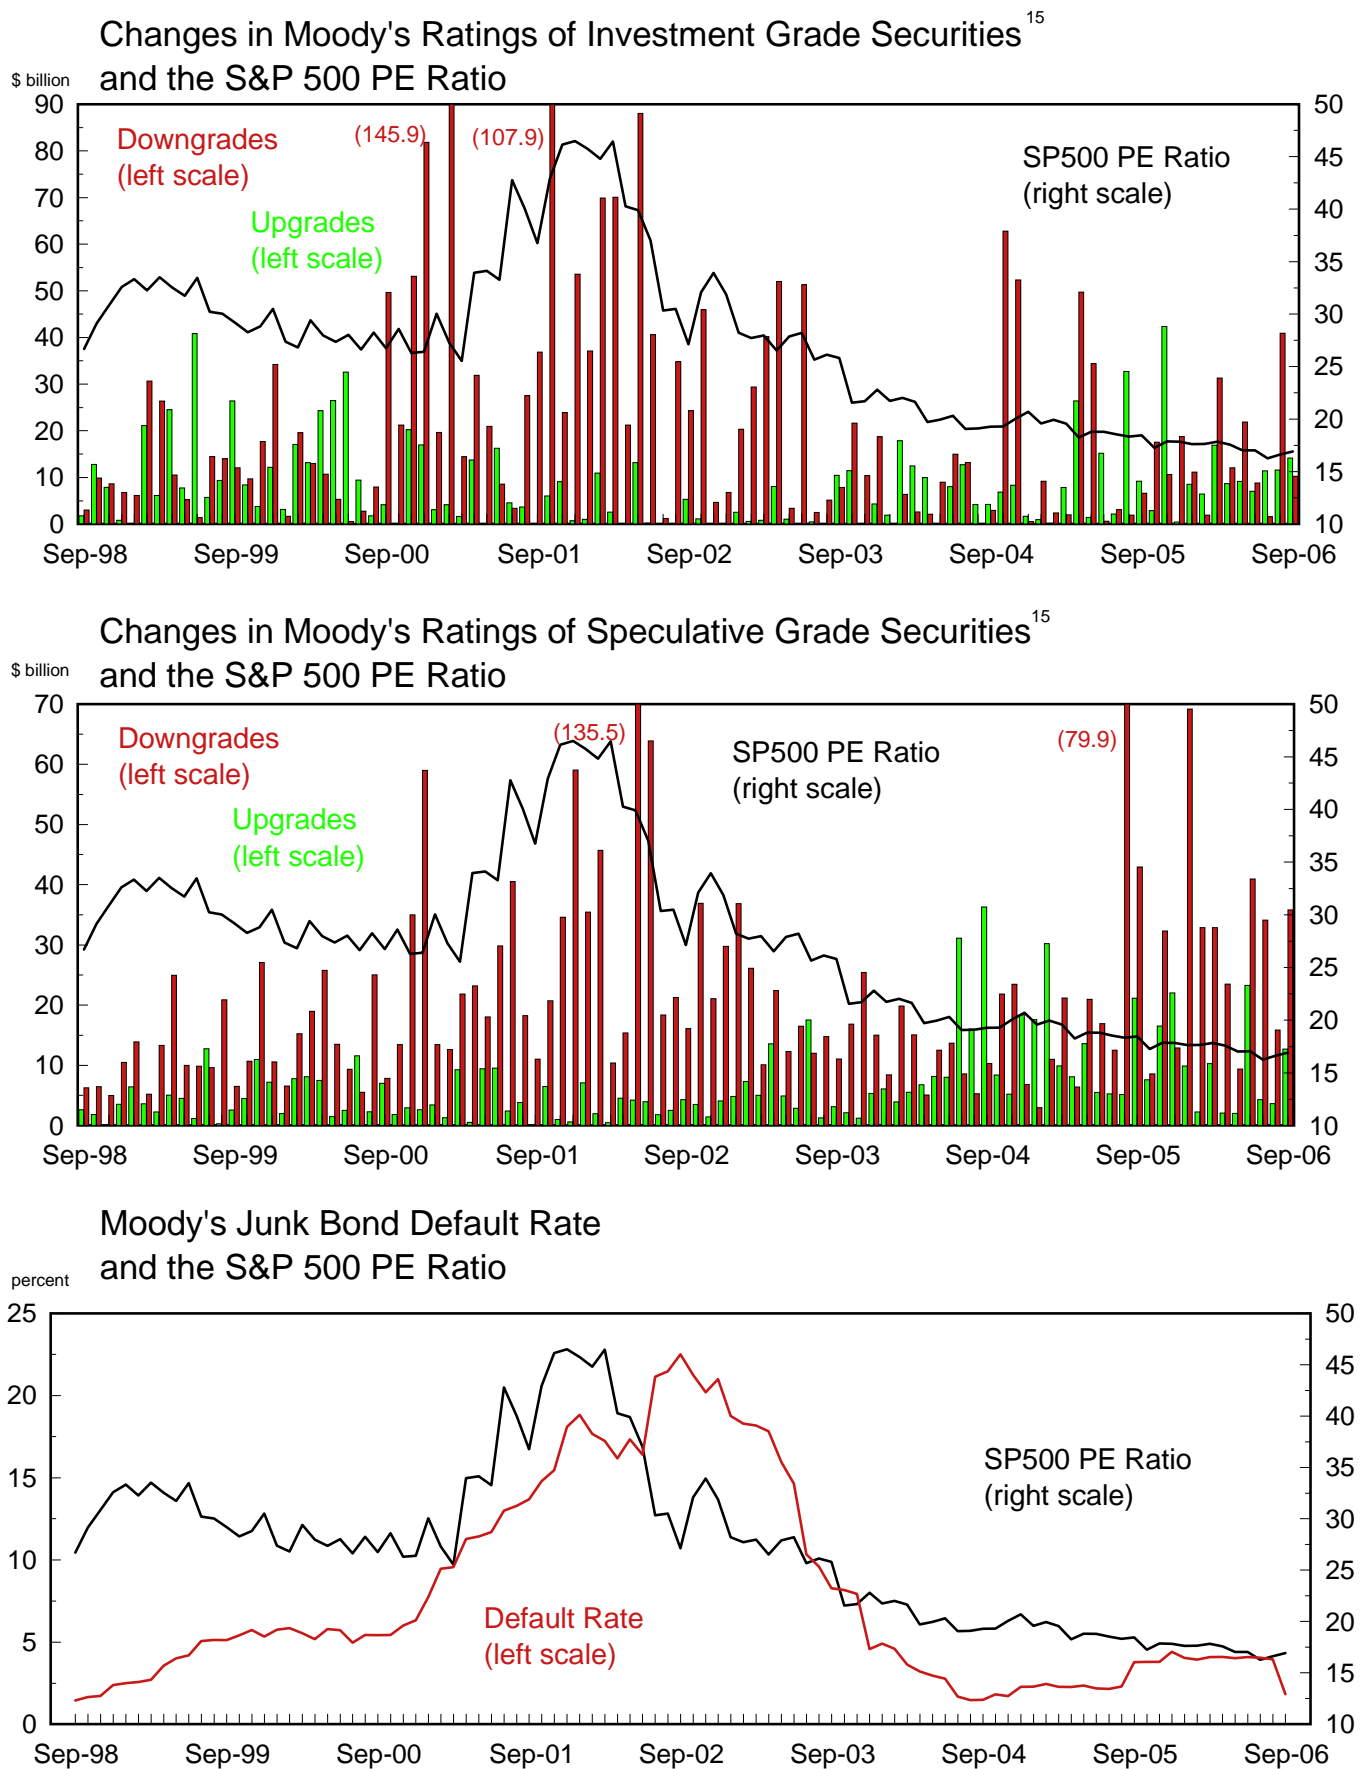 Changes in Moody's Ratings of Investment Grade Securities 15
and the S&P 500 PE Ratio
$ billion
90 50
Downgrades (145.9) (107.9)
(left scale)
SP500 PE Ratio
(right scale)
Upgrades
(left scale)
80 45
70 40
60 35
50 30
40 25
30 20
20 15
10
0 10
Sep-98 Sep-99 Sep-00 Sep-01 Sep-02 Sep-03 Sep-04 Sep-05 Sep-06
Changes in Moody's Ratings of Speculative Grade Securities 15
and the S&P 500 PE Ratio
$ billion
70 50
Downgrades (135.5) (79.9)
(left scale)
SP500 PE Ratio
(right scale)
Upgrades
(left scale)
60 45
50 40
40 35
30 30
20 25
10 20
15
0 10
Sep-98 Sep-99 Sep-00 Sep-01 Sep-02 Sep-03 Sep-04 Sep-05 Sep-06
Moody's Junk Bond Default Rate
and the S&P 500 PE Ratio
percent
25 50
20 45
40
15 35
SP500 PE Ratio
(right scale)
10 30
25
Default Rate
(left scale)
5 20
15
0 10
Sep-98 Sep-99 Sep-00 Sep-01 Sep-02 Sep-03 Sep-04 Sep-05 Sep-06